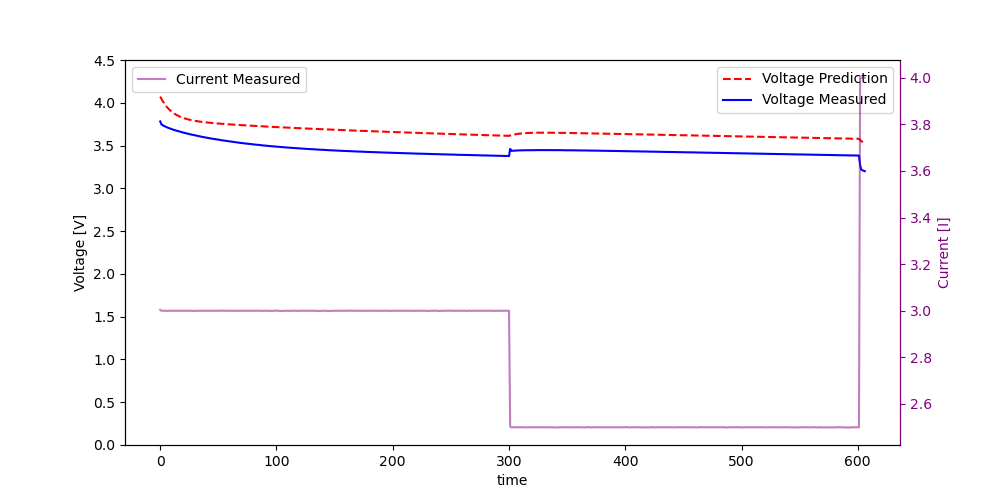 Current Measured
Voltage Prediction
Voltage Measured
4.5
4.0
3.5
3.0
2.5
2.0
1.5
1.0
0.5
0.0
Voltage [V]
4.0
3.8
3.6
3.4
3.2
3.0
2.8
2.6
Current [I]
0 100 200 300 400 500 600
time